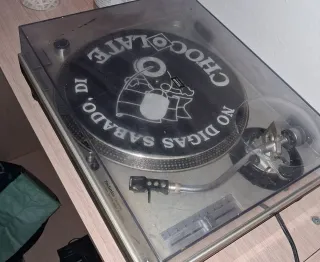 CHOCOLATE
NO DIGAS SABADO, DI